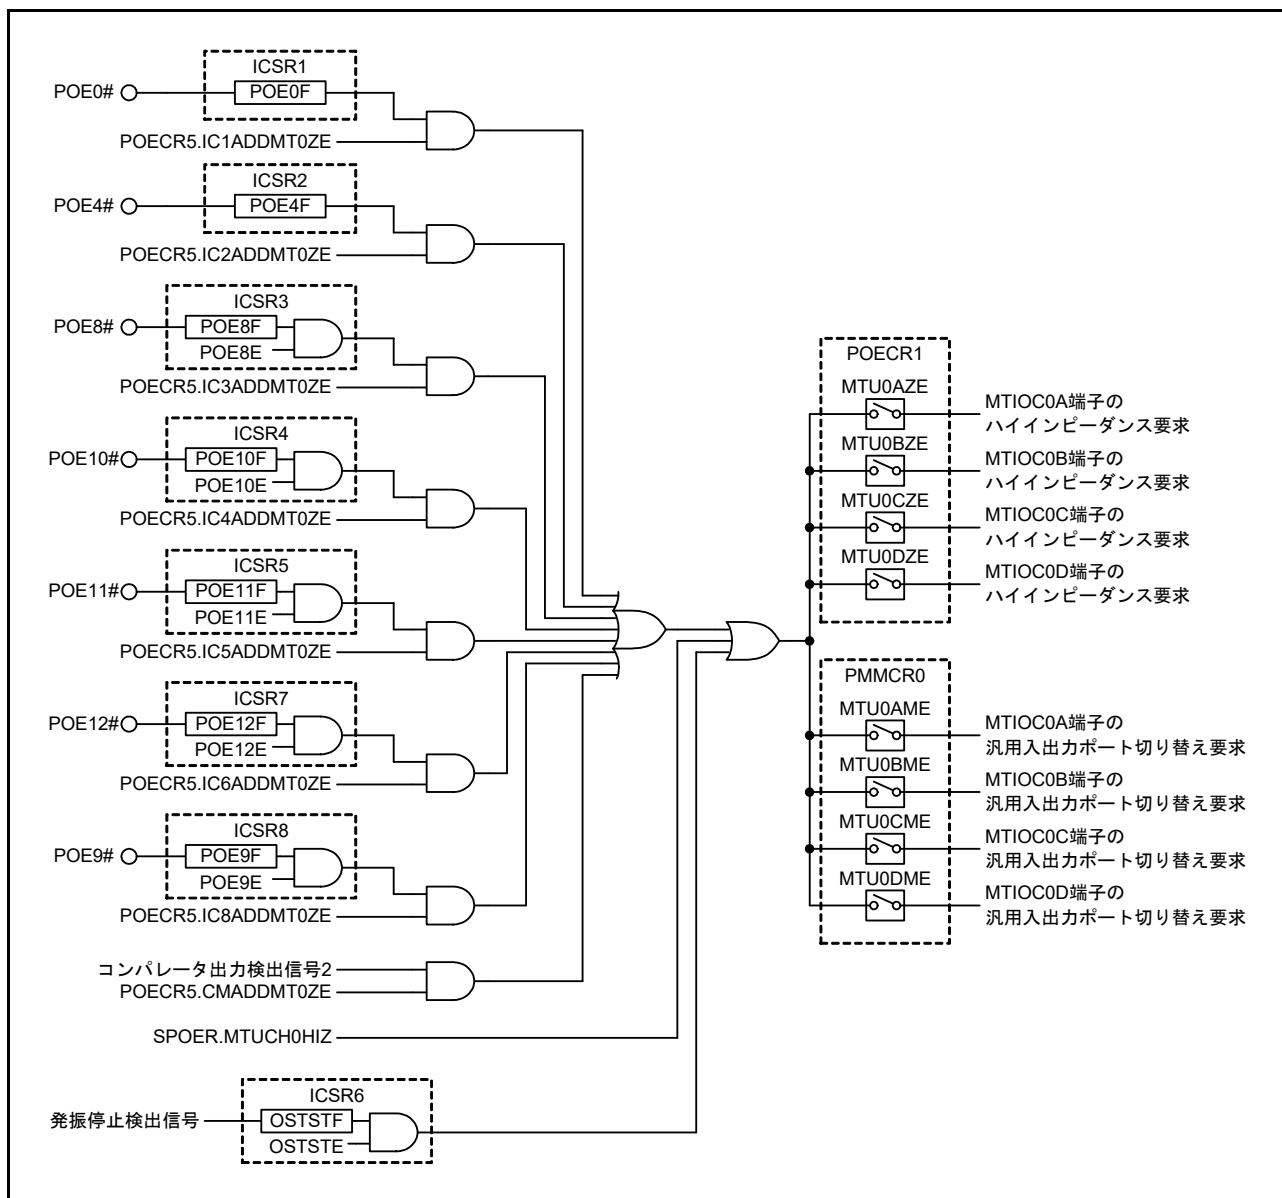 ICSR1
POE0#
POE0F
POECR5.IC1ADDMT0ZE
ICSR2
POE4#
POE4F
POECR5.IC2ADDMT0ZE
ICSR3
POE8#
POE8F
POE8E
POECR5.IC3ADDMT0ZE
ICSR4
POE10#
POE10F
POE10E
POECR5.IC4ADDMT0ZE
ICSR5
POE11#
POE11F
POE11E
POECR5.IC5ADDMT0ZE
ICSR7
POE12#
POE12F
POE12E
POECR5.IC6ADDMT0ZE
ICSR8
POE9#
POE9F
POE9E
POECR5.IC8ADDMT0ZE
コンパレータ出力検出信号2
POECR5.CMADDMT0ZE
SPOER.MTUCH0HIZ
ICSR6
発振停止検出信号
OSTSTF
OSTSTE
POECR1
MTU0AZE
MTIOC0A端子の
ハイインピーダンス要求
MTU0BZE
MTIOC0B端子の
ハイインピーダンス要求
MTU0CZE
MTIOC0C端子の
ハイインピーダンス要求
MTU0DZE
MTIOC0D端子の
ハイインピーダンス要求
PMMCR0
MTU0AME
MTIOC0A端子の
汎用入出力ポート切り替え要求
MTU0BME
MTIOC0B端子の
汎用入出力ポート切り替え要求
MTU0CME
MTIOC0C端子の
汎用入出力ポート切り替え要求
MTU0DME
MTIOC0D端子の
汎用入出力ポート切り替え要求